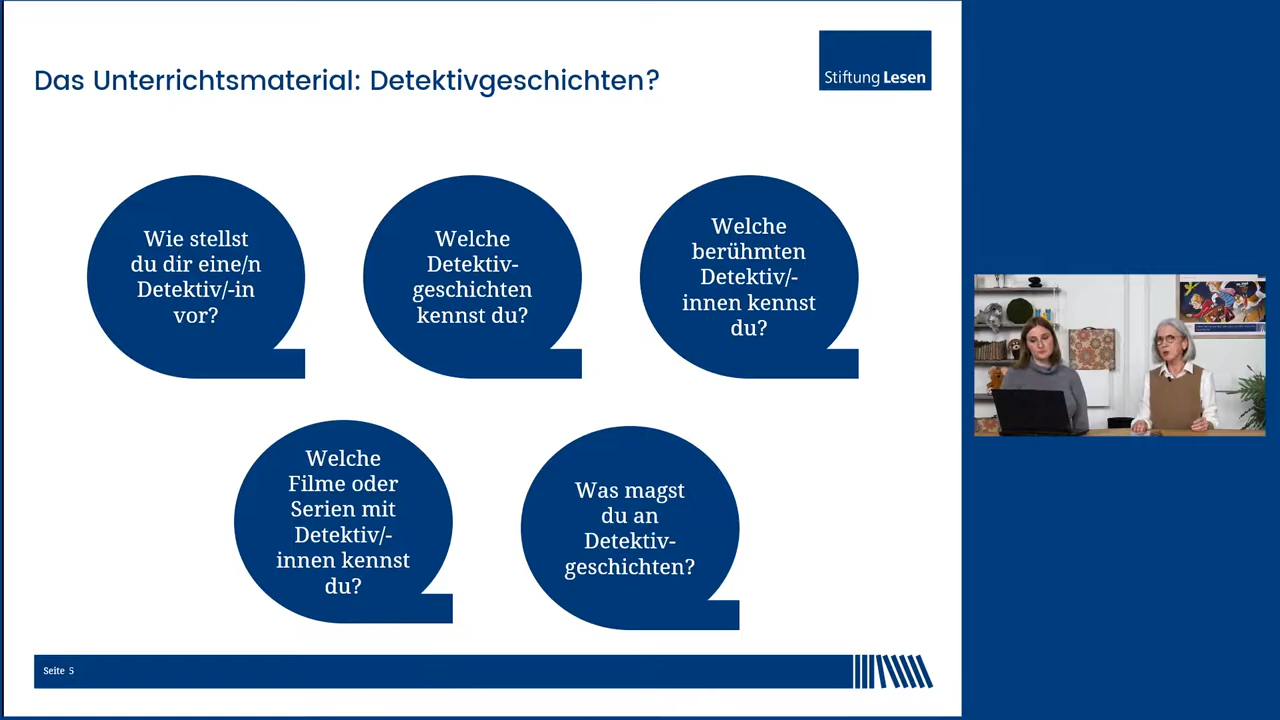 Das Unterrichtsmaterial: Detektivgeschichten?
Stiftung Lesen
Wie stellst
du dir eine/n
Detektiv/-in
vor?
Welche
Detektiv-
geschichten
kennst du?
Welche
berühmten
Detektiv/-
innen kennst
du?
Welche
Filme oder
Serien mit
Detektiv/-
innen kennst
du?
Was magst
du an
Detektiv-
geschichten?
Seite 5